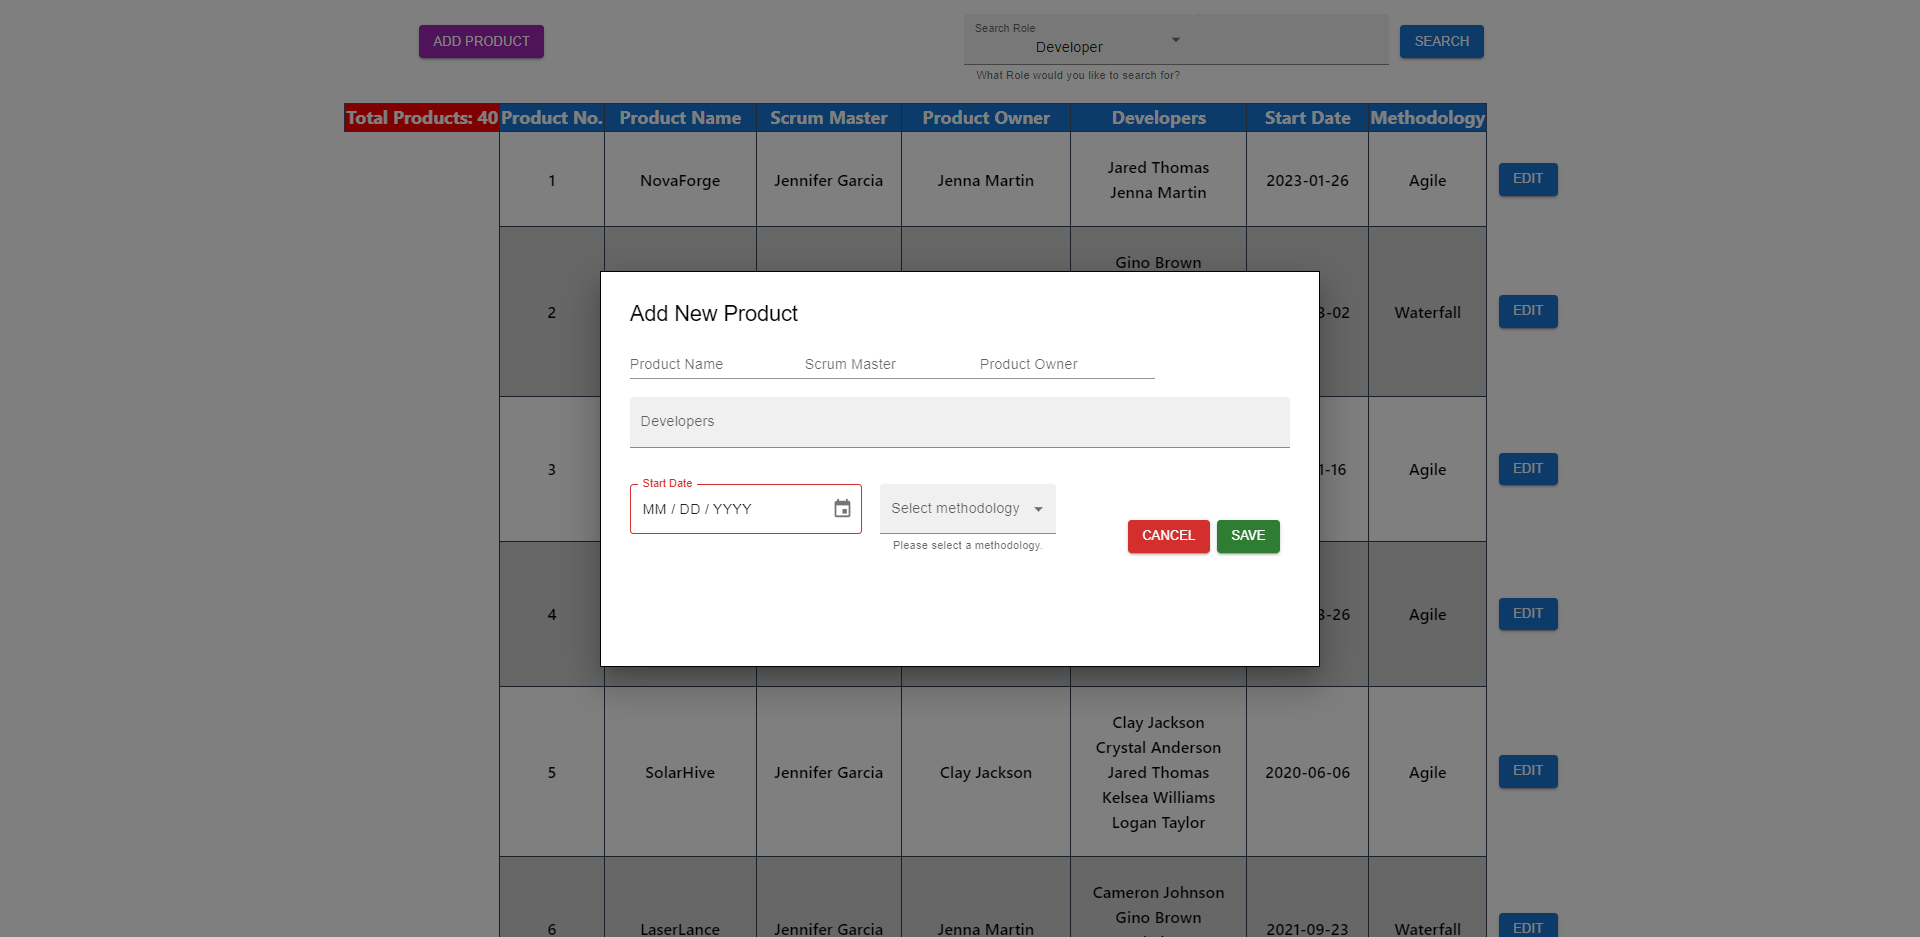 ADD PRODUCT
Search Role
Developer
SEARCH
What Role would you like to search for?
Total Products: 40 Product No. Product Name Scrum Master Product Owner Developers Start Date Methodology
1 NovaForge Jennifer Garcia Jenna Martin Jared Thomas Jenna Martin 2023-01-26 Agile EDIT
Gino Brown
2 3-02 Waterfall EDIT
Add New Product
Product Name Scrum Master Product Owner
Developers
3 1-16 Agile EDIT
Start Date
MM / DD / YYYY
Select methodology
Please select a methodology.
CANCEL SAVE
4 3-26 Agile EDIT
5 SolarHive Jennifer Garcia Clay Jackson Clay Jackson Crystal Anderson Jared Thomas Kelsea Williams Logan Taylor 2020-06-06 Agile EDIT
6 LaserLance Jennifer Garcia Jenna Martin Cameron Johnson Gino Brown 2021-09-23 Waterfall EDIT